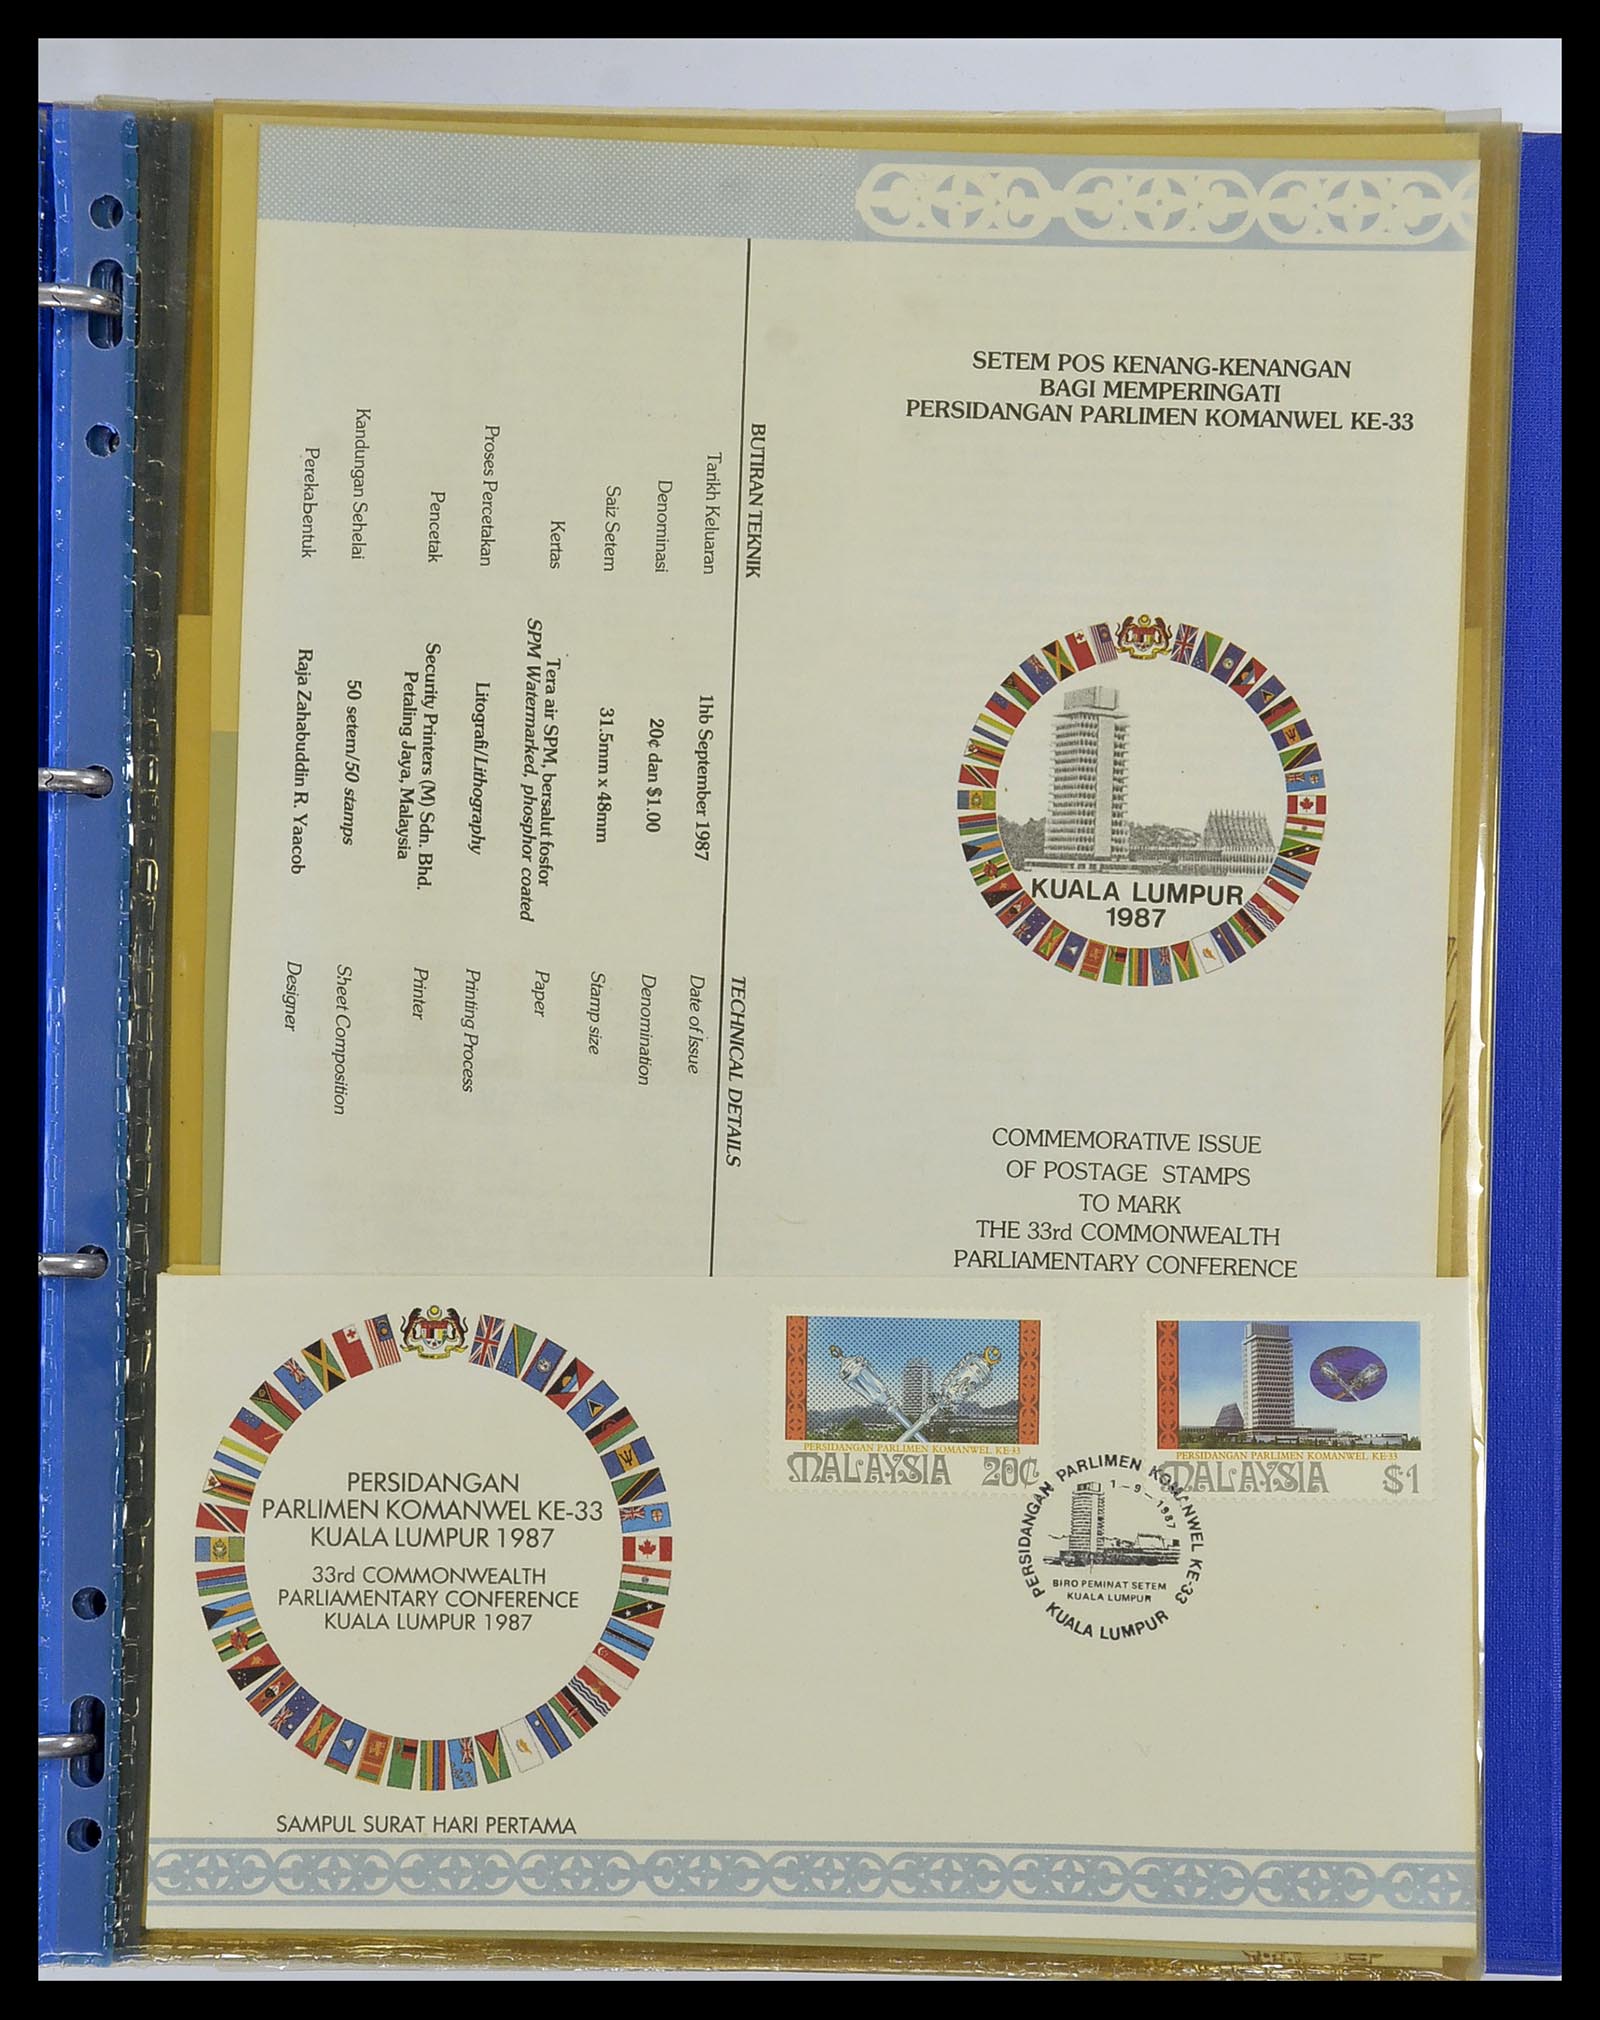 SETEM POS KENANG-KENANGAN
BAGI MEMPERINGATI
PERSIDANGAN PARLIMEN KOMANWEL KE-33
KUALA LUMPUR
1987
COMMEMORATIVE ISSUE
OF POSTAGE STAMPS
TO MARK
THE 33rd COMMONWEALTH
PARLIAMENTARY CONFERENCE
BUTIRAN TEKNIK
TECHNICAL DETAILS
Tarikh Keluaran
1hb September 1987
Date of Issue
Denominasi
20¢ dan $1.00
Denomination
Saiz Setem
31.5mm x 48mm
Stamp size
Kertas
Tera air SPM, bersalut fosfor
SPM Watermarked, phosphor coated
Paper
Proses Percetakan
Litografi/Lithography
Printing Process
Pencetak
Security Printers (M) Sdn. Bhd.
Petaling Jaya, Malaysia
Printer
Kandungan Sehelai
50 setem/50 stamps
Sheet Composition
Perekabentuk
Raja Zahabuddin R. Yaacob
Designer
PERSIDANGAN
PARLIMEN KOMANWEL KE-33
KUALA LUMPUR 1987
33rd COMMONWEALTH
PARLIAMENTARY CONFERENCE
KUALA LUMPUR 1987
SAMPUL SURAT HARI PERTAMA
PERSIDANGAN PARLIMEN KOMANWEL KE-33
MALAYSIA 20¢
PERSIDANGAN PARLIMEN KOMANWEL KE-33
MALAYSIA $1
PERSIDANGAN PARLIMEN KOMANWEL KE-33
1-9-1987
BIRO PEMINAT SETEM
KUALA LUMPUR
KUALA LUMPUR